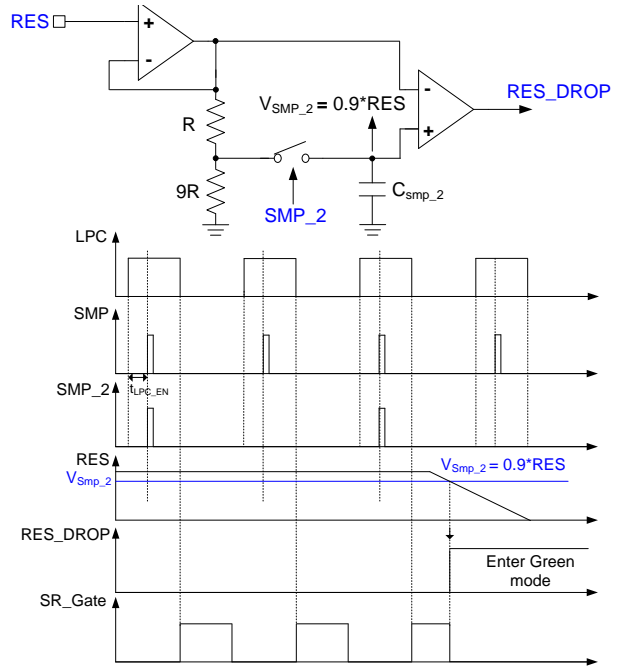 RES
+
-
R
9R
V_SMP_2 = 0.9*RES
SMP_2
C_smp_2
-
+
RES_DROP
LPC
SMP
t_LPC_EN
SMP_2
RES
V_Smp_2
V_Smp_2 = 0.9*RES
RES_DROP
Enter Green
mode
SR_Gate